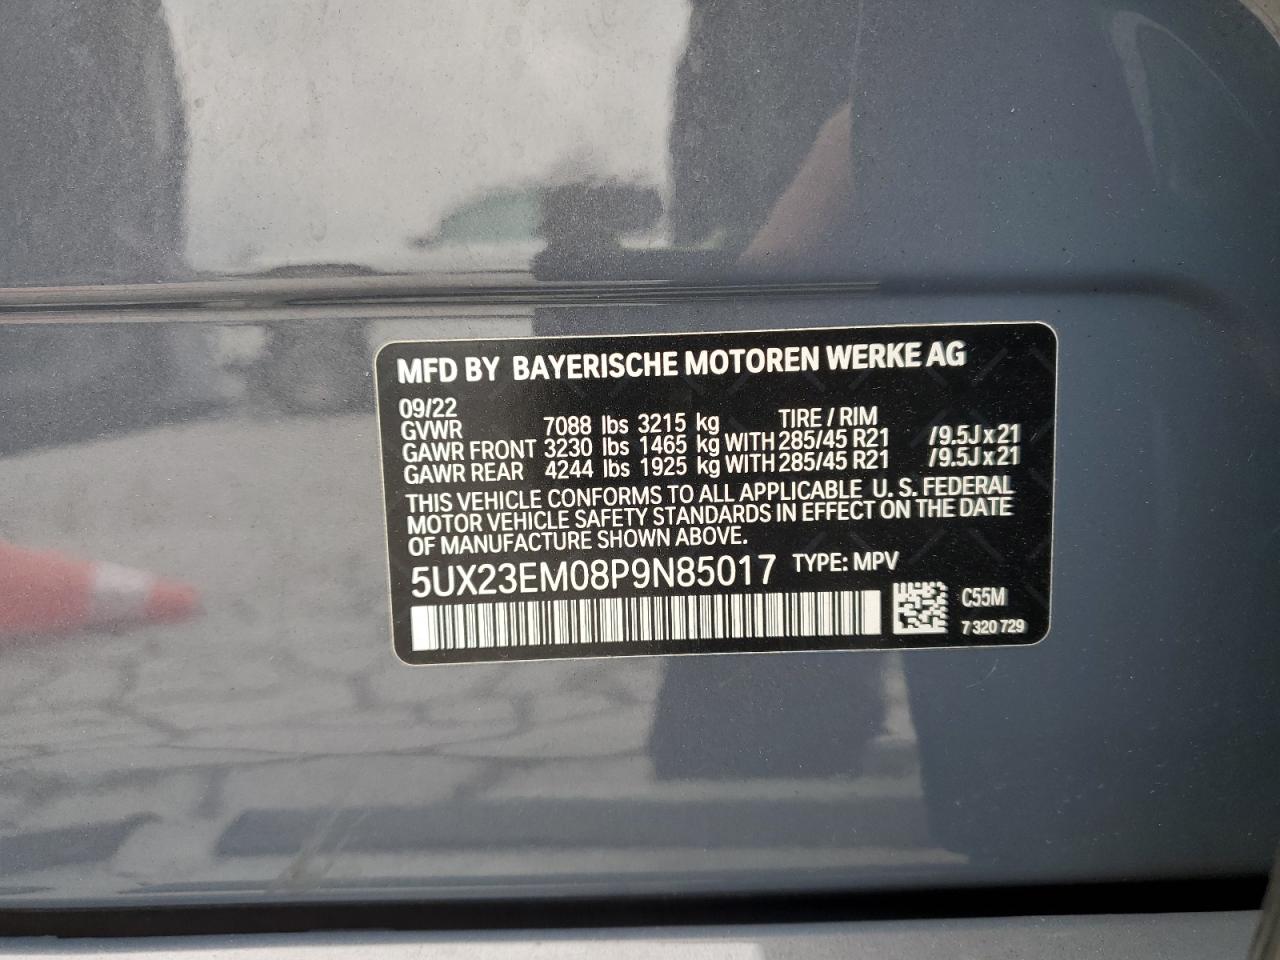 MFD BY BAYERISCHE MOTOREN WERKE AG
09/22
GVWR 7088 lbs 3215 kg TIRE / RIM
GAWR FRONT 3230 lbs 1465 kg WITH 285/45 R21 /9.5J x 21
GAWR REAR 4244 lbs 1925 kg WITH 285/45 R21 /9.5J x 21
THIS VEHICLE CONFORMS TO ALL APPLICABLE U. S. FEDERAL
MOTOR VEHICLE SAFETY STANDARDS IN EFFECT ON THE DATE
OF MANUFACTURE SHOWN ABOVE.
5UX23EM08P9N85017 TYPE: MPV
C55M
7 320 729